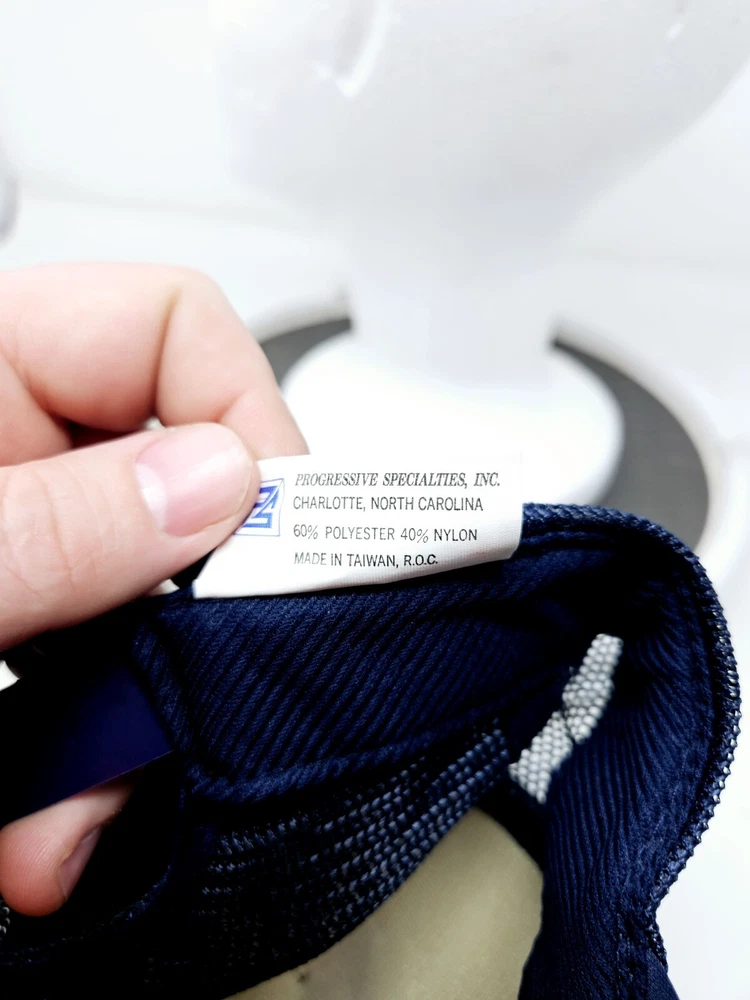 PROGRESSIVE SPECIALTIES, INC.
CHARLOTTE, NORTH CAROLINA
60% POLYESTER 40% NYLON
MADE IN TAIWAN, R.O.C.